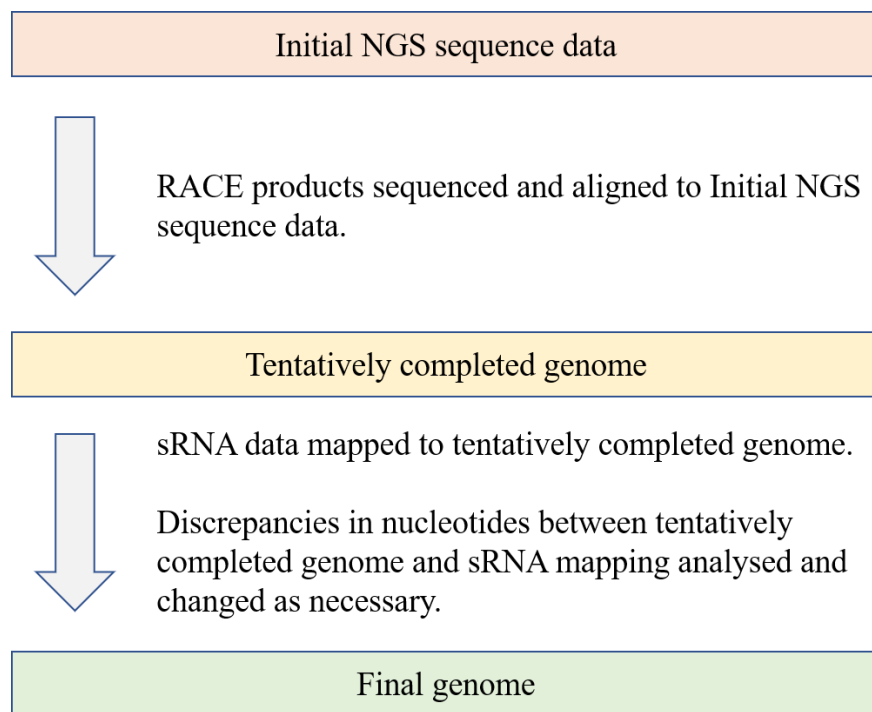 Initial NGS sequence data
RACE products sequenced and aligned to Initial NGS
sequence data.
Tentatively completed genome
sRNA data mapped to tentatively completed genome.
Discrepancies in nucleotides between tentatively
completed genome and sRNA mapping analysed and
changed as necessary.
Final genome